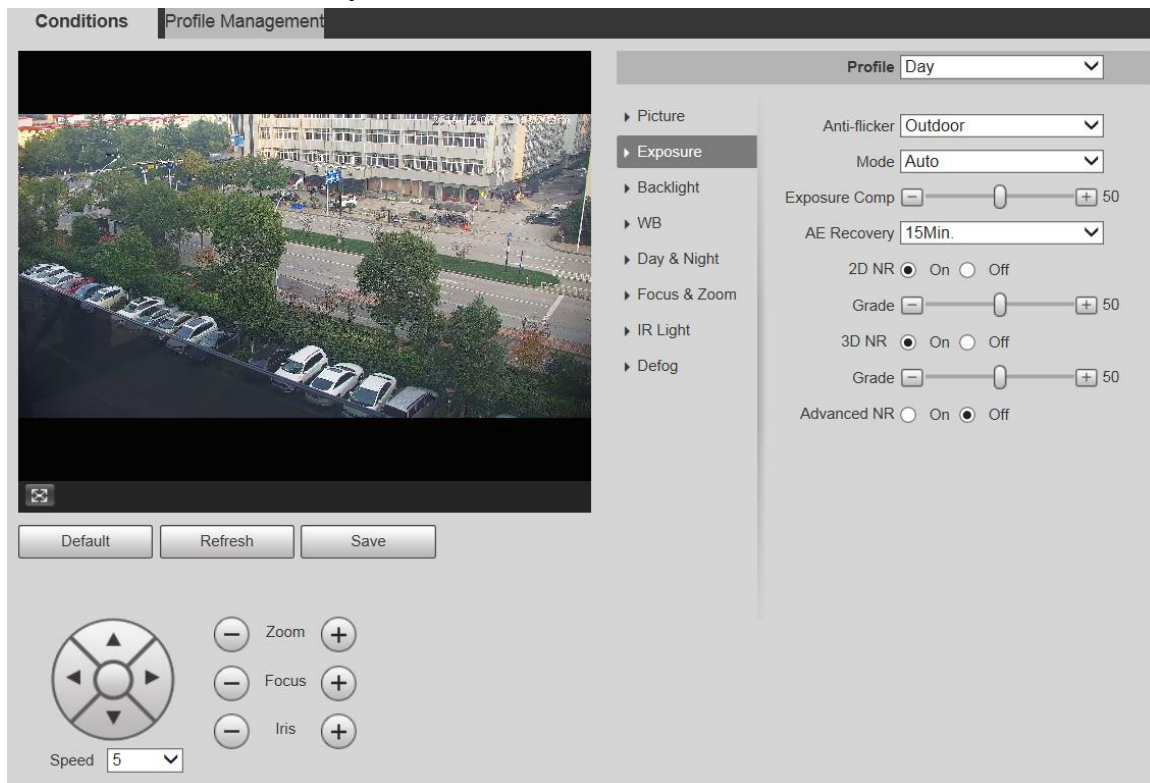 Conditions
Profile Management
Profile Day
Picture
Exposure
Backlight
WB
Day & Night
Focus & Zoom
IR Light
Defog
Anti-flicker Outdoor
Mode Auto
Exposure Comp 50
AE Recovery 15Min.
2D NR On Off
Grade 50
3D NR On Off
Grade 50
Advanced NR On Off
Default Refresh Save
Zoom
Focus
Iris
Speed 5